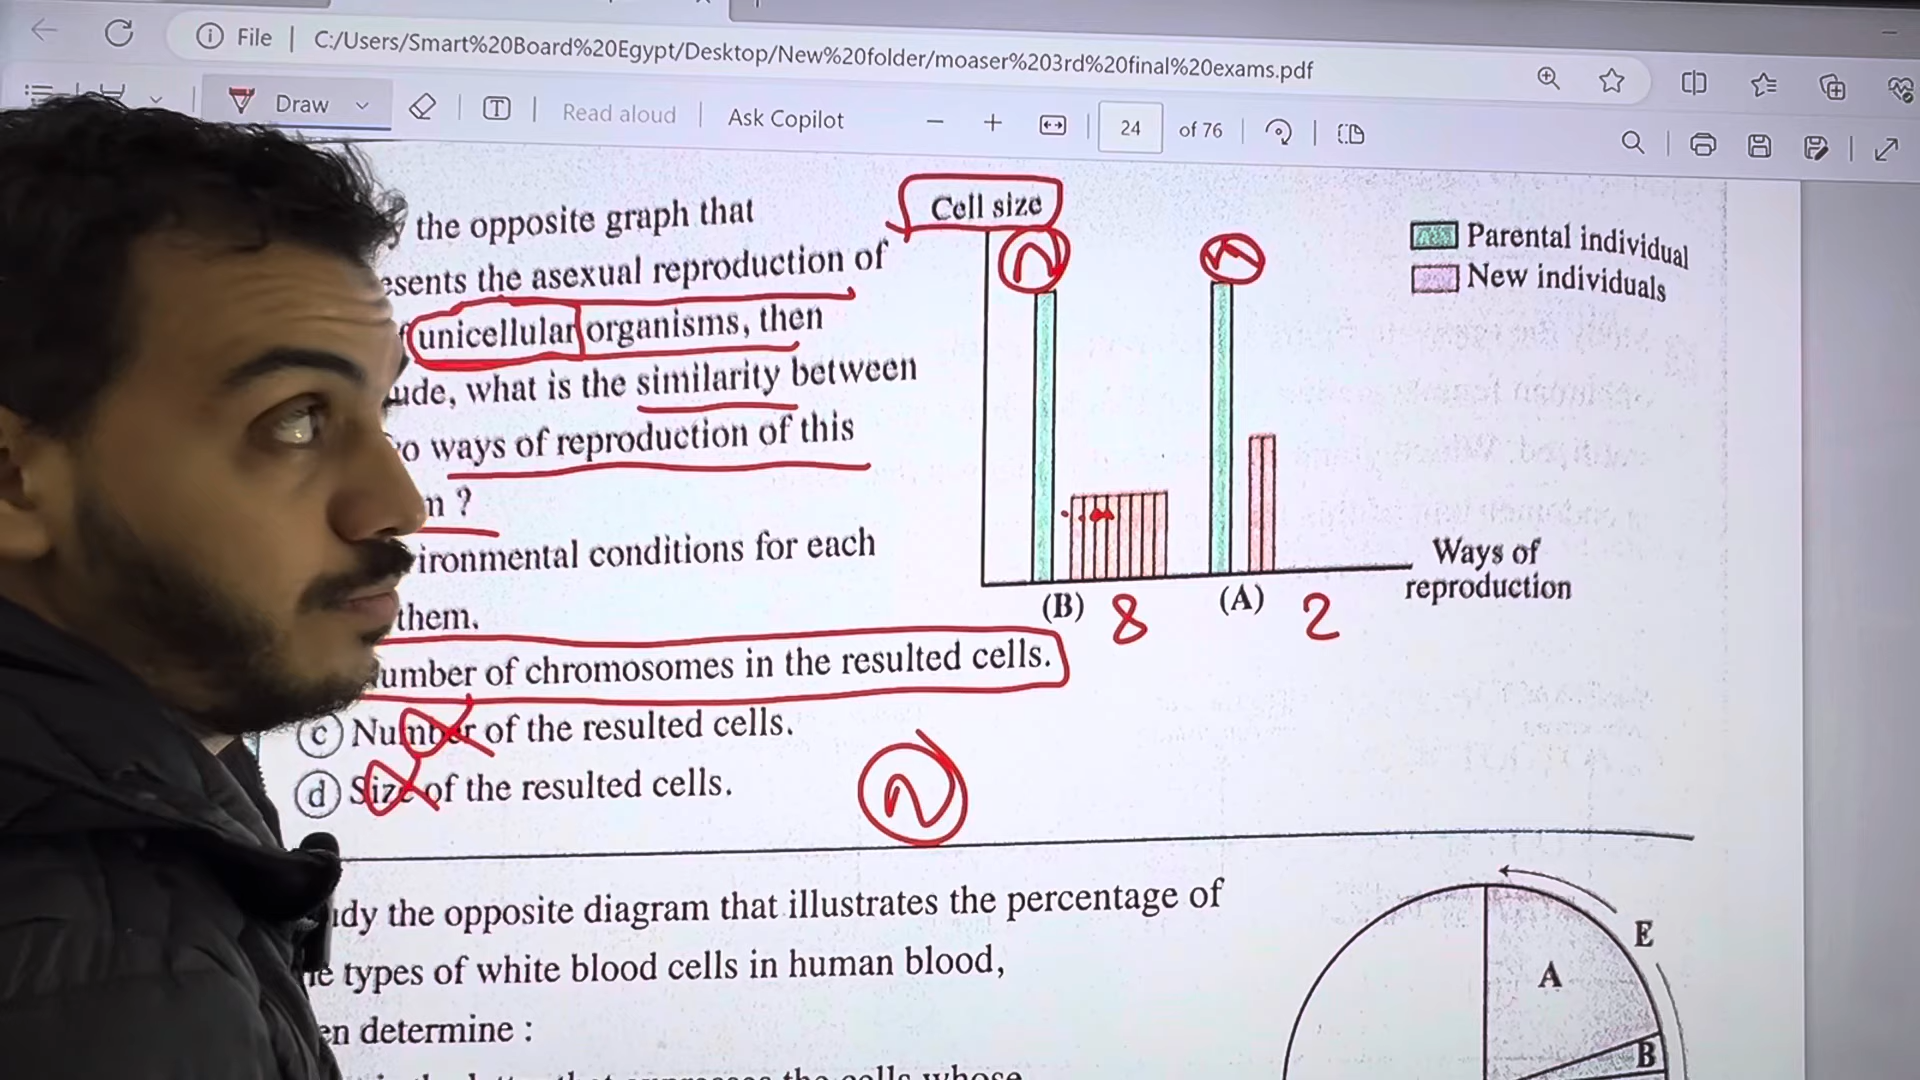 File | C:/Users/Smart%20Board%20Egypt/Desktop/New%20folder/moaser%203rd%20final%20exams.pdf
Draw
T
Read aloud
Ask Copilot
24 of 76
the opposite graph that
esents the asexual reproduction of
unicellular organisms, then
ude, what is the similarity between
o ways of reproduction of this
n ?
ironmental conditions for each
them.
umber of chromosomes in the resulted cells.
c Number of the resulted cells.
d Size of the resulted cells.
Cell size
Parental individual
New individuals
(B) 8 (A) 2
Ways of
reproduction
udy the opposite diagram that illustrates the percentage of
e types of white blood cells in human blood,
en determine :
E
A
B